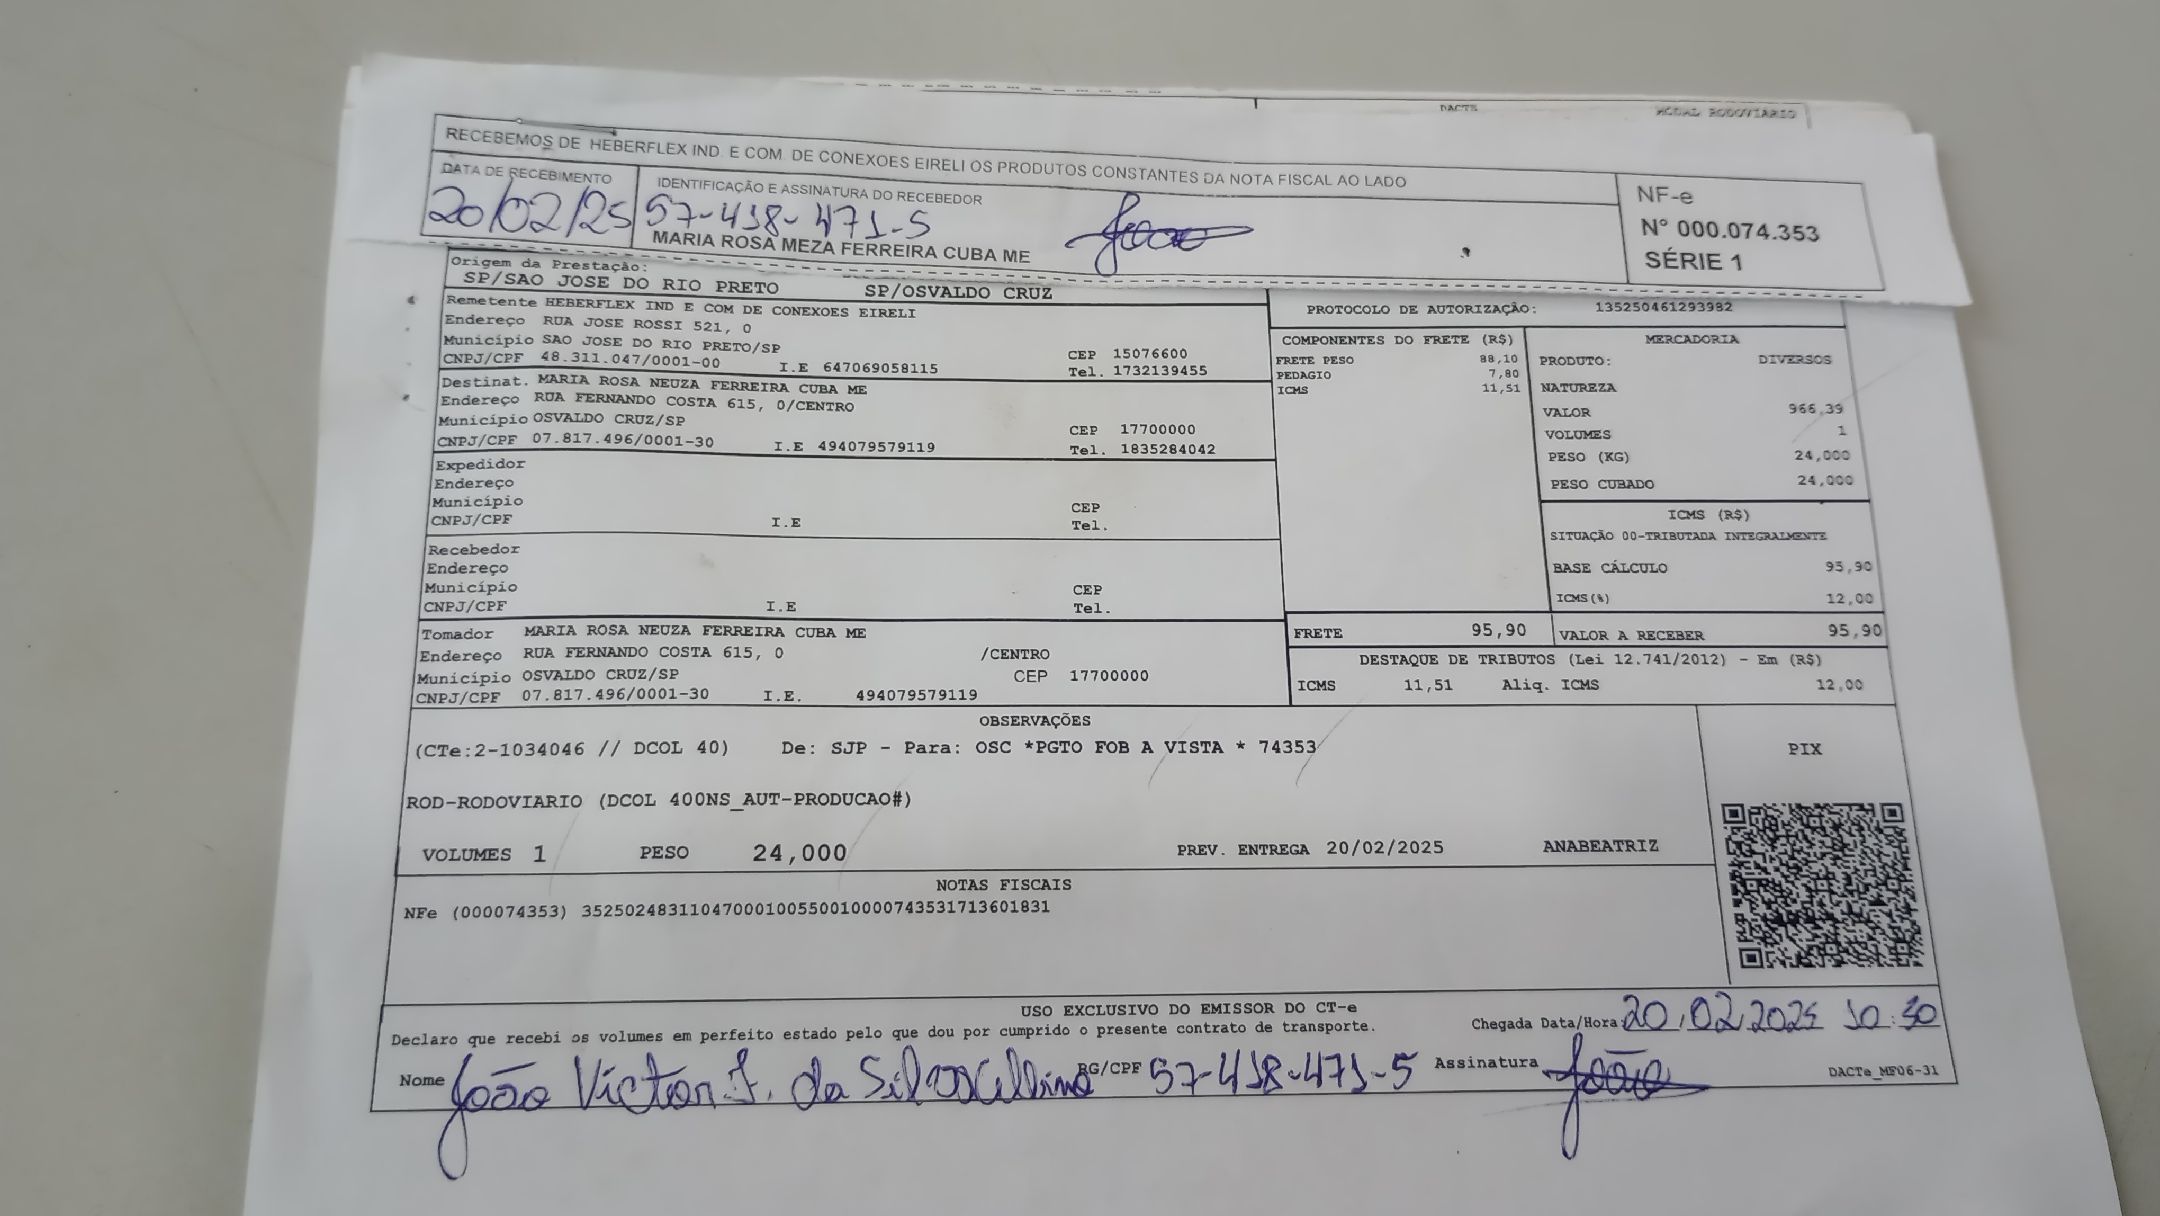 DACTE MODAL RODOVIARIO
RECEBEMOS DE HEBERFLEX IND. E COM. DE CONEXOES EIRELI OS PRODUTOS CONSTANTES DA NOTA FISCAL AO LADO
DATA DE RECEBIMENTO
20/02/25
IDENTIFICAÇÃO E ASSINATURA DO RECEBEDOR
57-418-471-5
MARIA ROSA MEZA FERREIRA CUBA ME
João
NF-e
Nº 000.074.353
SÉRIE 1
Origem da Prestação:
SP/SAO JOSE DO RIO PRETO SP/OSVALDO CRUZ
Remetente HEBERFLEX IND E COM DE CONEXOES EIRELI
Endereço RUA JOSE ROSSI 521, 0
Município SAO JOSE DO RIO PRETO/SP CEP 15076600
CNPJ/CPF 48.311.047/0001-00 I.E 647069058115 Tel. 1732139455
Destinat. MARIA ROSA NEUZA FERREIRA CUBA ME
Endereço RUA FERNANDO COSTA 615, 0/CENTRO
Município OSVALDO CRUZ/SP CEP 17700000
CNPJ/CPF 07.817.496/0001-30 I.E 494079579119 Tel. 1835284042
Expedidor
Endereço
Município CEP
CNPJ/CPF I.E Tel.
Recebedor
Endereço
Município CEP
CNPJ/CPF I.E Tel.
Tomador MARIA ROSA NEUZA FERREIRA CUBA ME
Endereço RUA FERNANDO COSTA 615, 0 /CENTRO
Município OSVALDO CRUZ/SP CEP 17700000
CNPJ/CPF 07.817.496/0001-30 I.E. 494079579119
PROTOCOLO DE AUTORIZAÇÃO: 135250461293982
COMPONENTES DO FRETE (R$)
FRETE PESO 88,10
PEDAGIO 7,80
ICMS 11,51
MERCADORIA
PRODUTO: DIVERSOS
NATUREZA
VALOR 966,39
VOLUMES 1
PESO (KG) 24,000
PESO CUBADO 24,000
ICMS (R$)
SITUAÇÃO 00-TRIBUTADA INTEGRALMENTE
BASE CÁLCULO 95,90
ICMS(%) 12,00
FRETE 95,90 VALOR A RECEBER 95,90
DESTAQUE DE TRIBUTOS (Lei 12.741/2012) - Em (R$)
ICMS 11,51 Aliq. ICMS 12,00
OBSERVAÇÕES
(CTe:2-1034046 // DCOL 40) De: SJP - Para: OSC *PGTO FOB A VISTA * 74353
ROD-RODOVIARIO (DCOL 400NS_AUT-PRODUCAO#)
VOLUMES 1 PESO 24,000 PREV. ENTREGA 20/02/2025 ANABEATRIZ
PIX
NOTAS FISCAIS
NFe (000074353) 35250248311047000100550010000743531713601831
USO EXCLUSIVO DO EMISSOR DO CT-e
Declaro que recebi os volumes em perfeito estado pelo que dou por cumprido o presente contrato de transporte. Chegada Data/Hora 20,02,2025 10:30
Nome João Victor J. da Silva RG/CPF 57-418-471-5 Assinatura João
DACTe_MF06-31